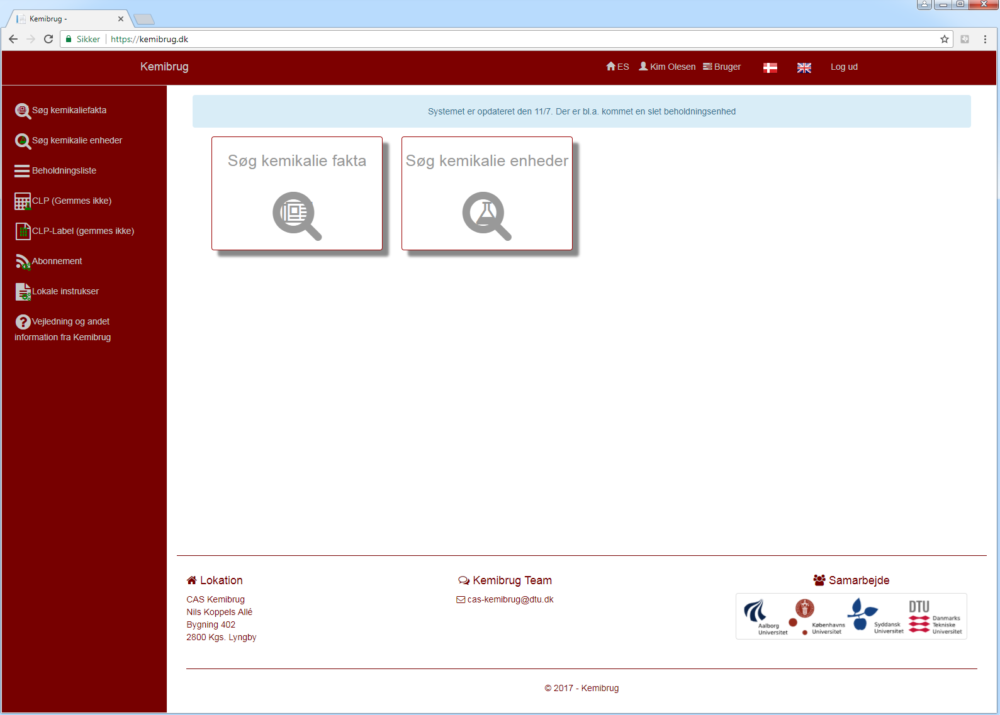 Kemibrug -
Sikker
https://kemibrug.dk
Kemibrug
ES
Kim Olesen
Bruger
Log ud
Søg kemikaliefakta
Søg kemikalie enheder
Beholdningsliste
CLP (Gemmes ikke)
CLP-Label (gemmes ikke)
Abonnement
Lokale instrukser
Vejledning og andet
information fra Kemibrug
Systemet er opdateret den 11/7. Der er bl.a. kommet en slet beholdningsenhed
Søg kemikalie fakta
Søg kemikalie enheder
Lokation
CAS Kemibrug
Nils Koppels Allé
Bygning 402
2800 Kgs. Lyngby
Kemibrug Team
cas-kemibrug@dtu.dk
Samarbejde
Aalborg
Universitet
Københavns
Universitet
Syddansk
Universitet
DTU
Danmarks
Tekniske
Universitet
© 2017 - Kemibrug